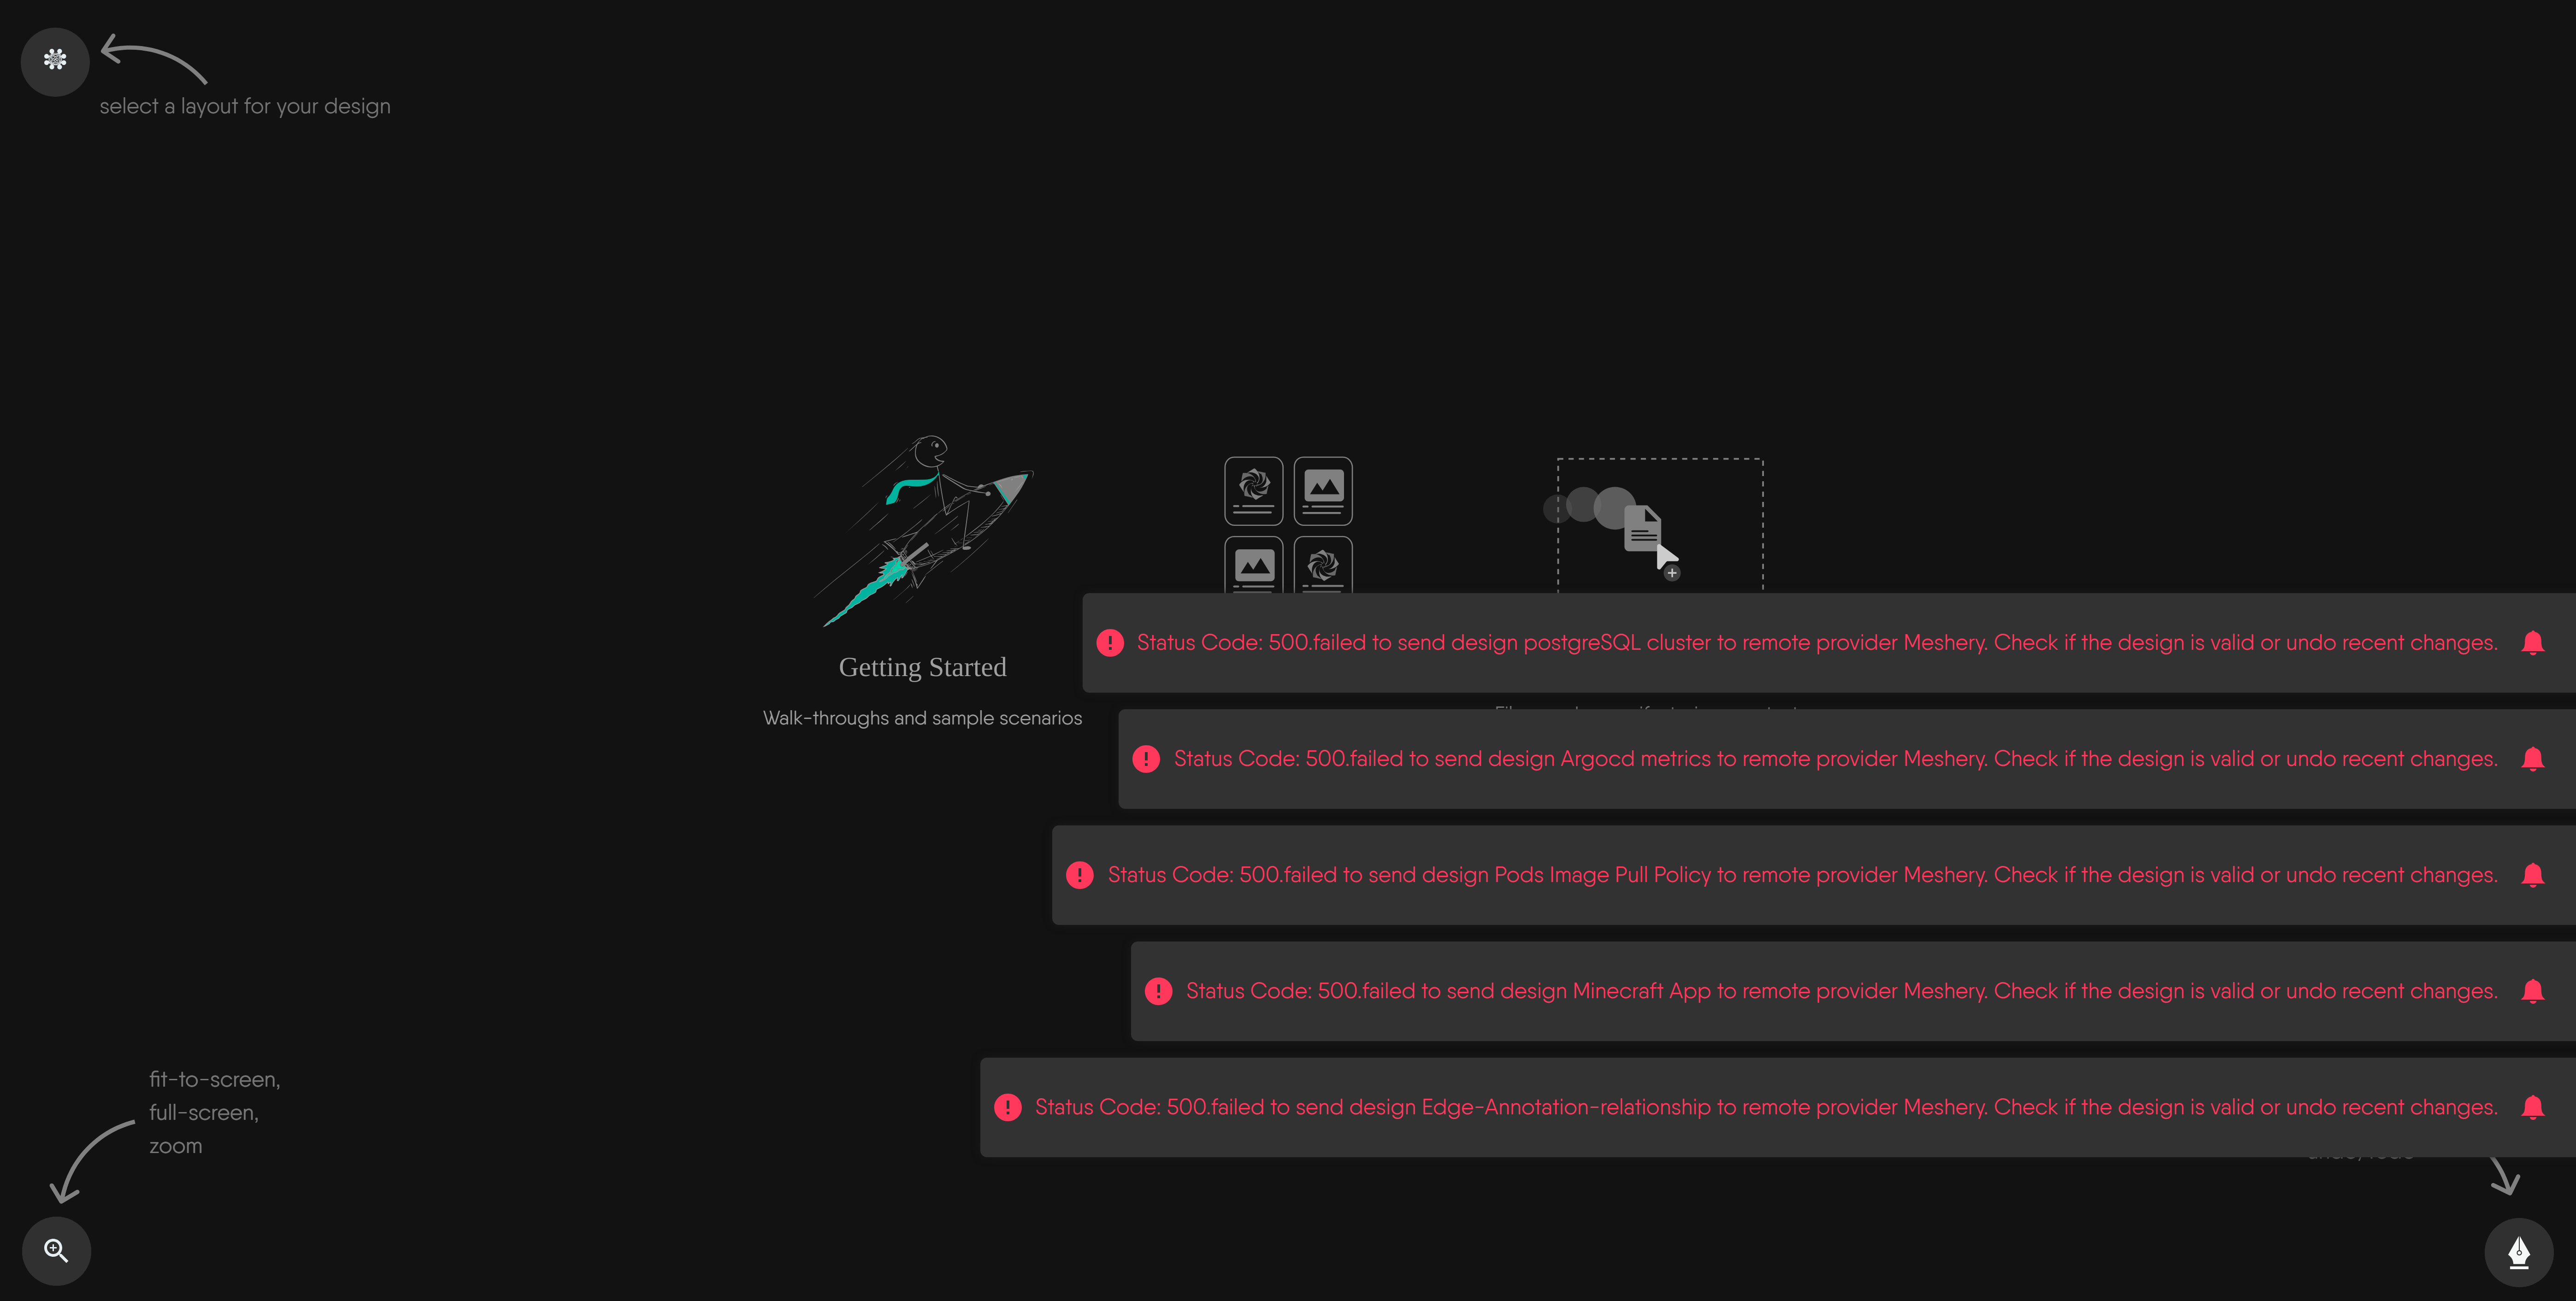 select a layout for your design
Getting Started
Walk-throughs and sample scenarios
Status Code: 500.failed to send design postgreSQL cluster to remote provider Meshery. Check if the design is valid or undo recent changes.
Status Code: 500.failed to send design Argocd metrics to remote provider Meshery. Check if the design is valid or undo recent changes.
Status Code: 500.failed to send design Pods Image Pull Policy to remote provider Meshery. Check if the design is valid or undo recent changes.
Status Code: 500.failed to send design Minecraft App to remote provider Meshery. Check if the design is valid or undo recent changes.
Status Code: 500.failed to send design Edge-Annotation-relationship to remote provider Meshery. Check if the design is valid or undo recent changes.
fit-to-screen,
full-screen,
zoom